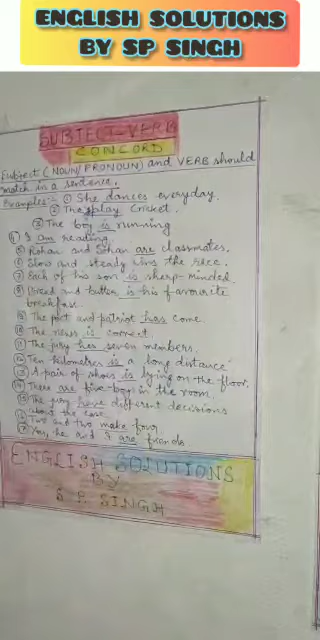 ENGLISH SOLUTIONS
BY SP SINGH
SUBJECT-VERB
CONCORD
Subject (NOUN/PRONOUN) and VERB should
match in a sentence.
Examples:- ① She dances everyday.
② They play Cricket.
③ The boy is running
④ I am reading.
⑤ Rohan and Sohan are classmates.
⑥ Slow and steady wins the race.
⑦ Each of his son is sharp-minded.
⑧ Bread and butter is his favourite
breakfast.
The poet and patriot has come.
⑩ The news is correct.
⑪ The jury has seven members.
⑫ Ten kilometres is a long distance
⑬ A pair of shoes is lying on the floor.
⑭ There are five boys in the room.
⑮ The jury have different decisions
about the case.
⑯ Two and two make four
⑰ You, he and I are friends
ENGLISH SOLUTIONS
BY
S P. SINGH